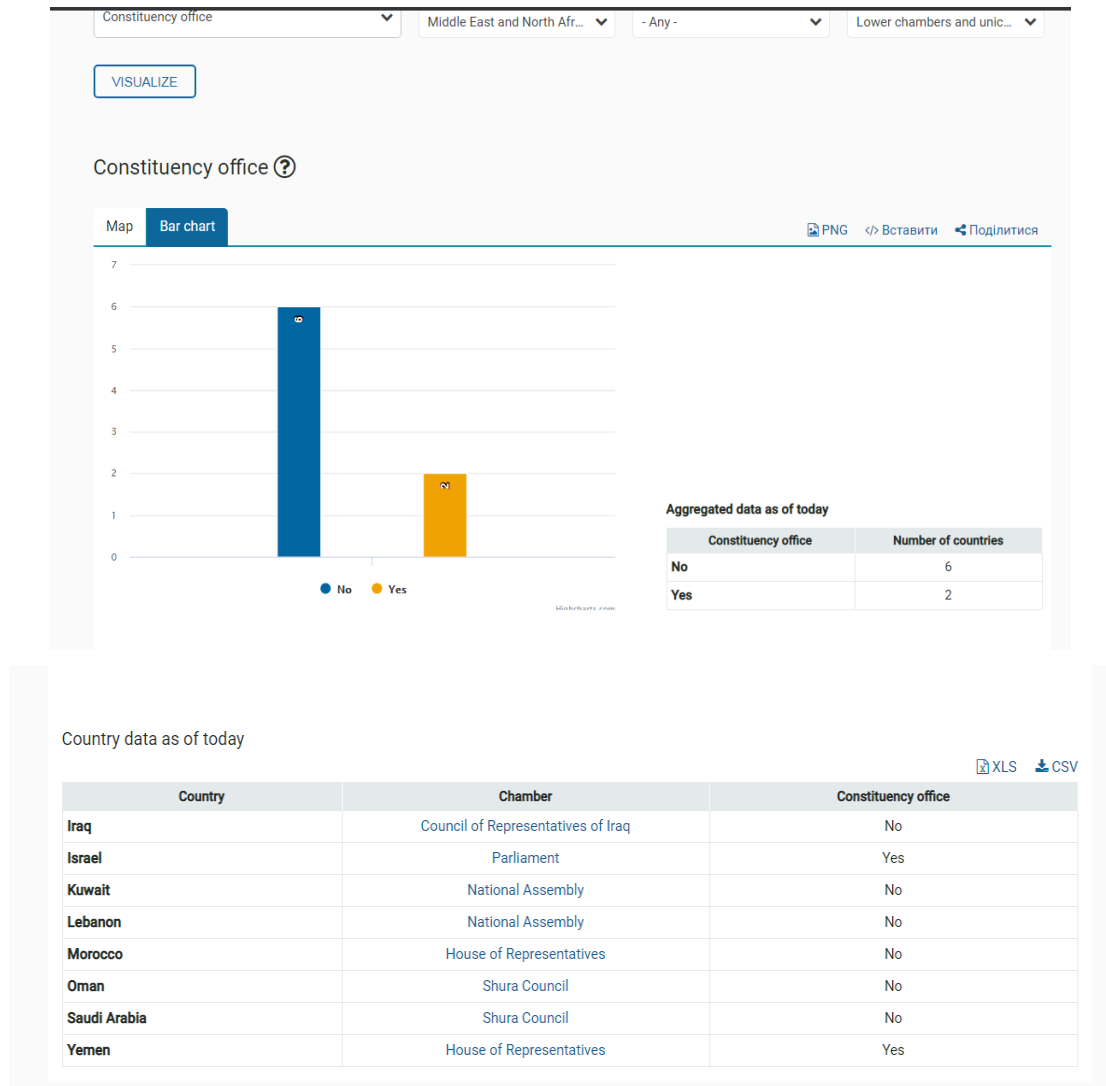 Constituency office
Middle East and North Afr...
- Any -
Lower chambers and unic...
VISUALIZE
Constituency office ?
Map
Bar chart
PNG
</> Вставити
Поділитися
7
6
5
4
3
2
1
0
6
2
No
Yes
Highcharts.com
Aggregated data as of today
Constituency office Number of countries
No 6
Yes 2
Country data as of today
XLS
CSV
Country Chamber Constituency office
Iraq Council of Representatives of Iraq No
Israel Parliament Yes
Kuwait National Assembly No
Lebanon National Assembly No
Morocco House of Representatives No
Oman Shura Council No
Saudi Arabia Shura Council No
Yemen House of Representatives Yes